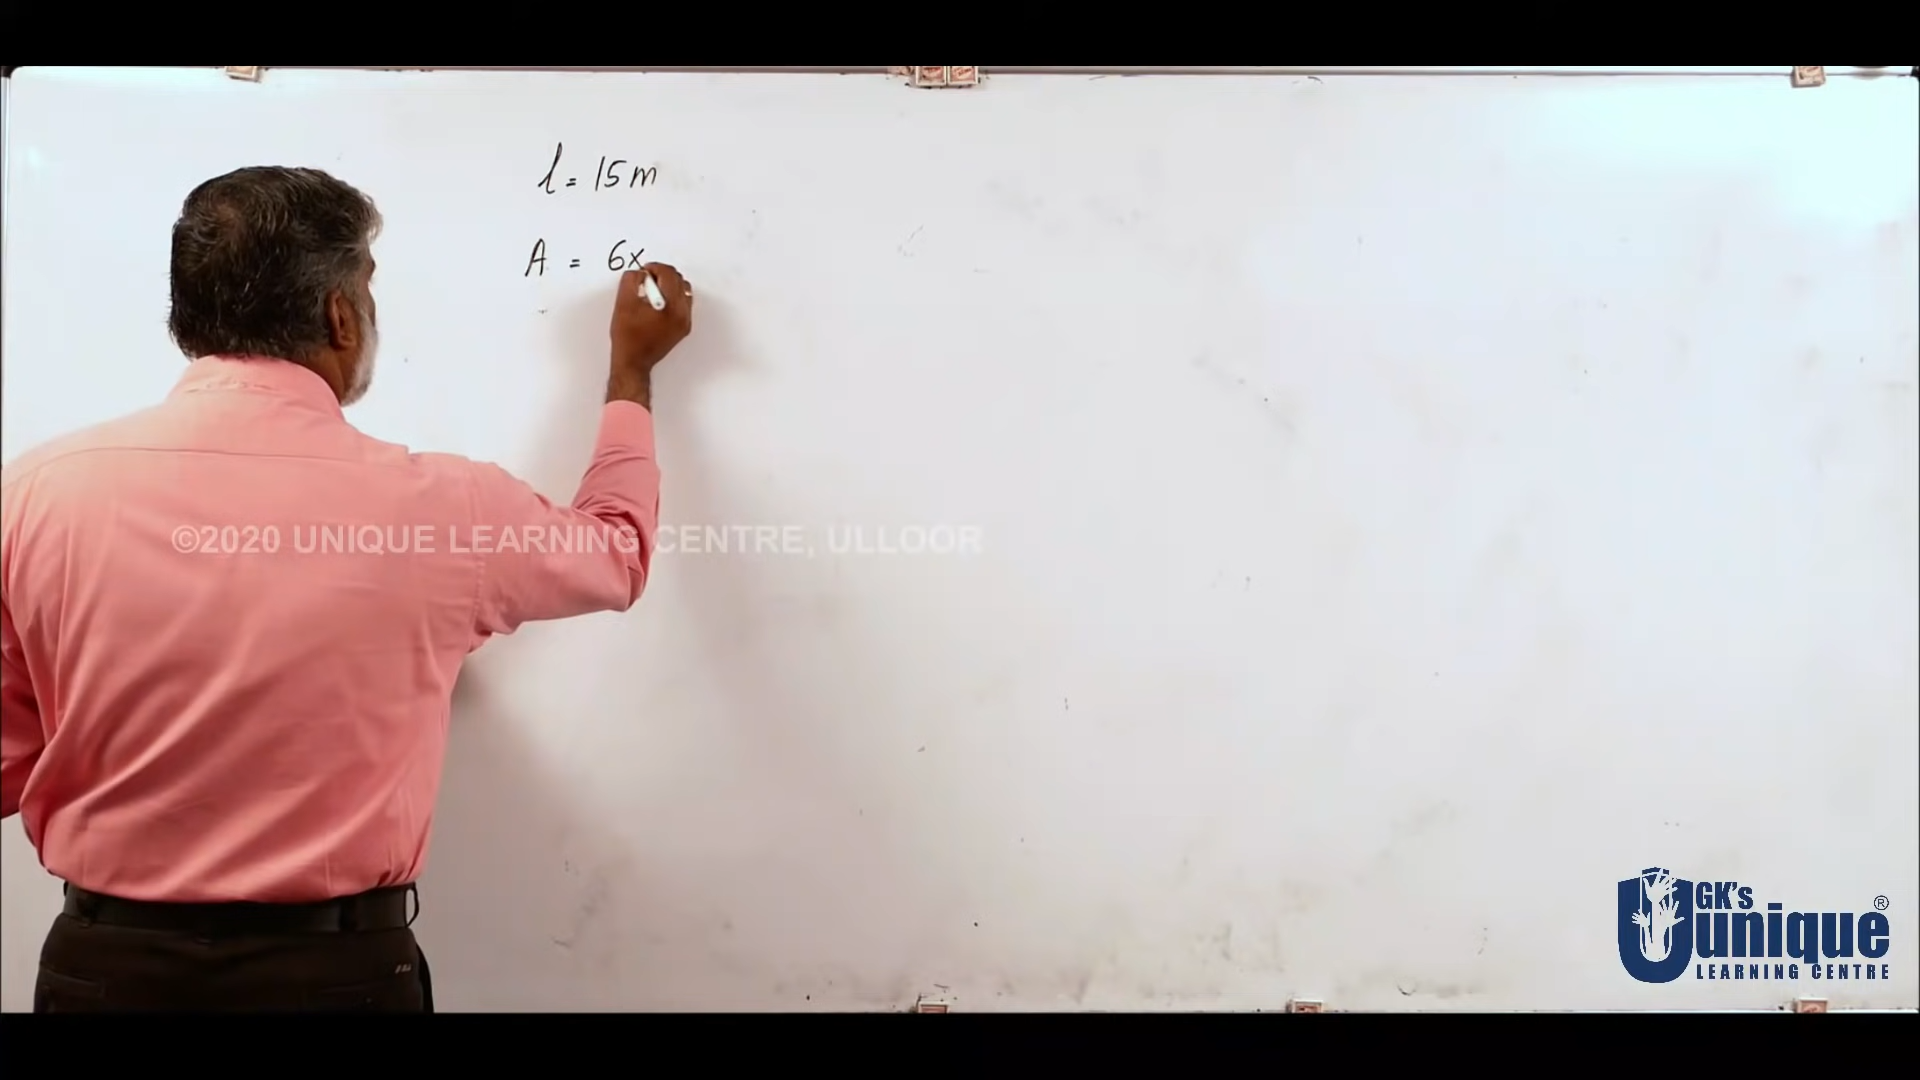 l = 15 m
A = 6x
©2020 UNIQUE LEARNING CENTRE, ULLOOR
GK's
unique ®
LEARNING CENTRE